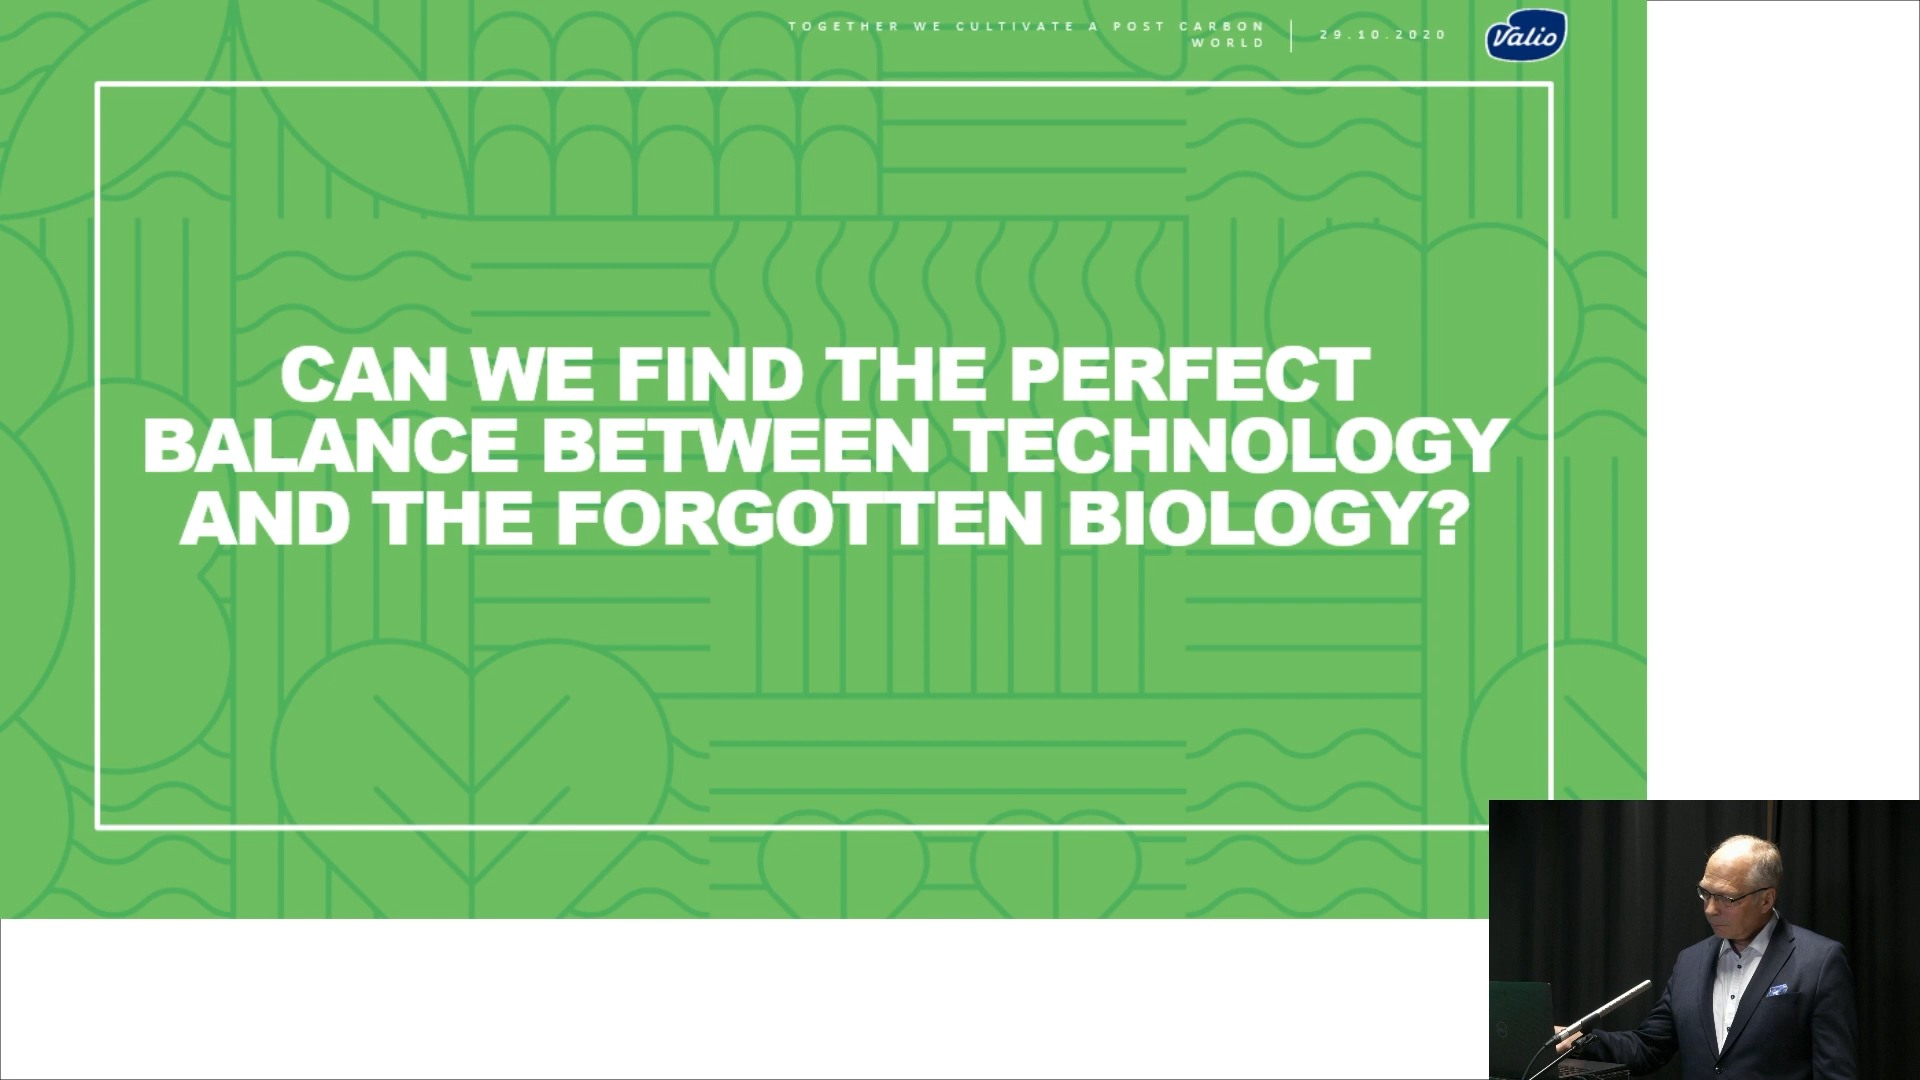 TOGETHER WE CULTIVATE A POST CARBON
WORLD
29.10.2020
Valio
CAN WE FIND THE PERFECT
BALANCE BETWEEN TECHNOLOGY
AND THE FORGOTTEN BIOLOGY?